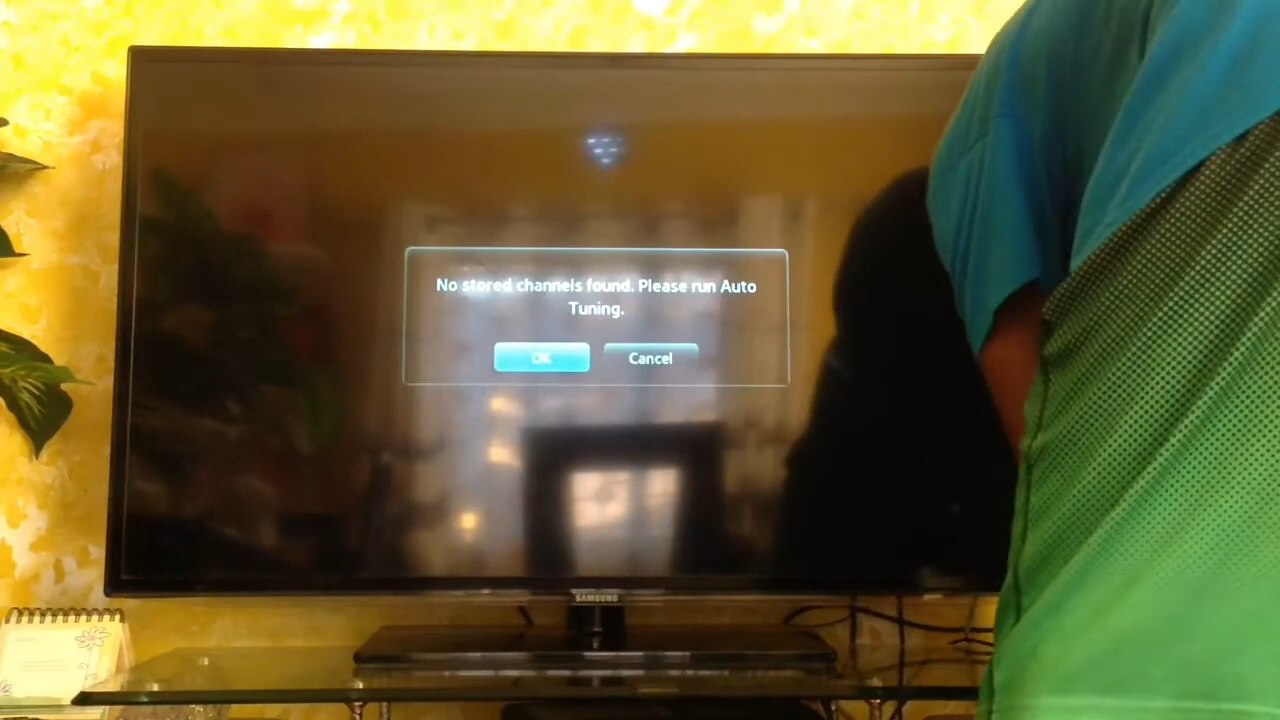 No stored channels found. Please run Auto
Tuning.
OK
Cancel
SAMSUNG